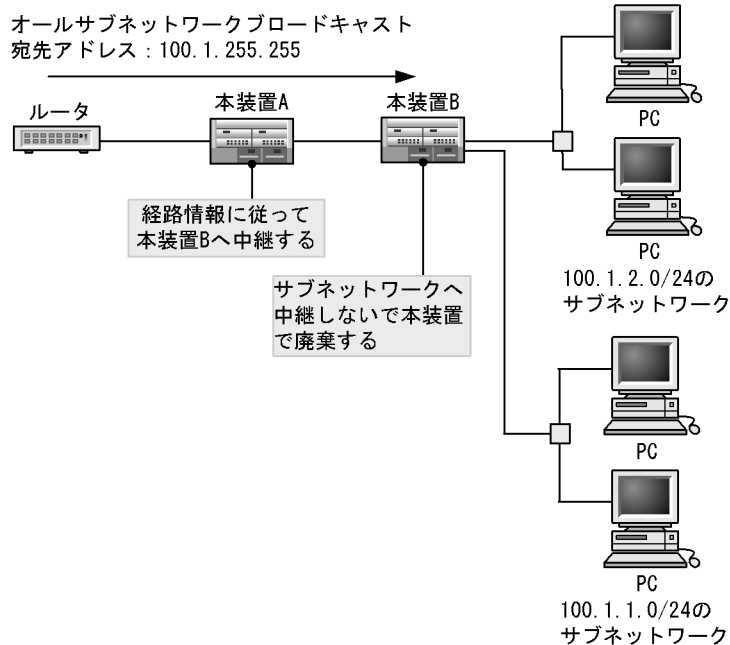 オールサブネットワークブロードキャスト
宛先アドレス：100.1.255.255
ルータ
本装置A
本装置B
経路情報に従って
本装置Bへ中継する
サブネットワークへ
中継しないで本装置
で廃棄する
PC
PC
100.1.2.0/24の
サブネットワーク
PC
PC
100.1.1.0/24の
サブネットワーク